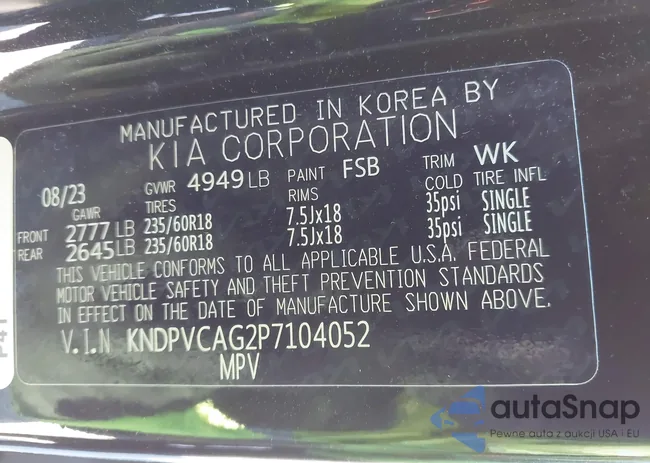 MANUFACTURED IN KOREA BY
KIA CORPORATION
08/23 GVWR 4949 LB PAINT FSB TRIM WK
GAWR TIRES RIMS COLD TIRE INFL
FRONT 2777 LB 235/60R18 7.5Jx18 35psi SINGLE
REAR 2645 LB 235/60R18 7.5Jx18 35psi SINGLE
THIS VEHICLE CONFORMS TO ALL APPLICABLE U.S.A. FEDERAL
MOTOR VEHICLE SAFETY AND THEFT PREVENTION STANDARDS
IN EFFECT ON THE DATE OF MANUFACTURE SHOWN ABOVE.
V.I.N KNDPVCAG2P7104052
MPV
autaSnap
Pewne auta z aukcji USA - EU